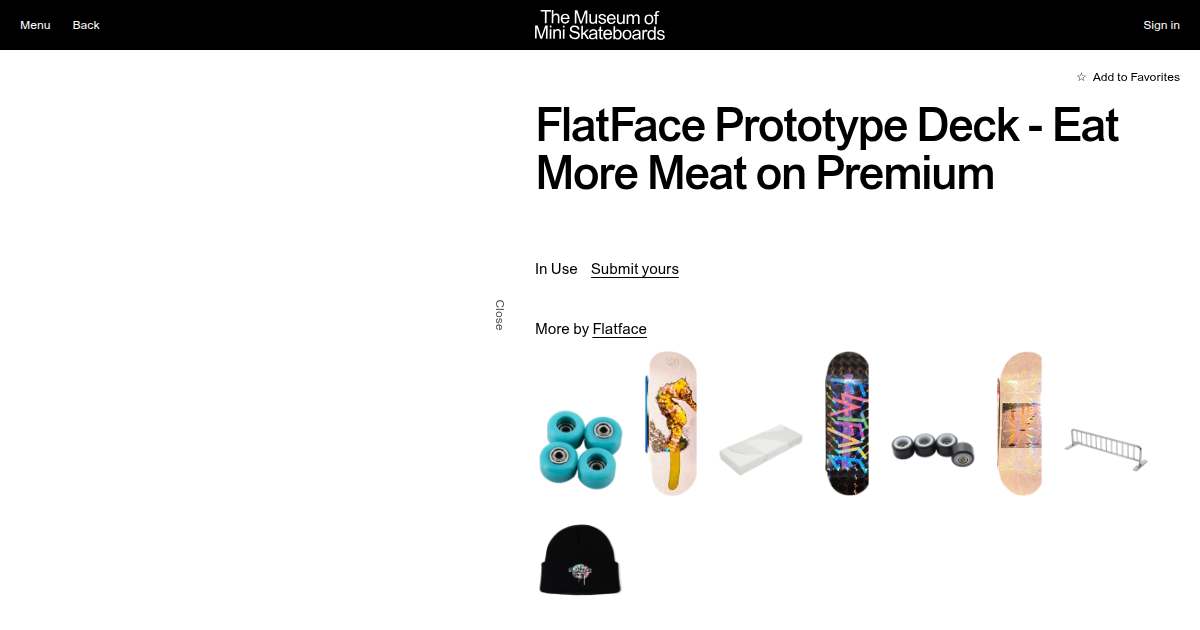 Menu
Back
The Museum of
Mini Skateboards
Sign in
☆ Add to Favorites
FlatFace Prototype Deck - Eat
More Meat on Premium
In Use Submit yours
Close
More by Flatface